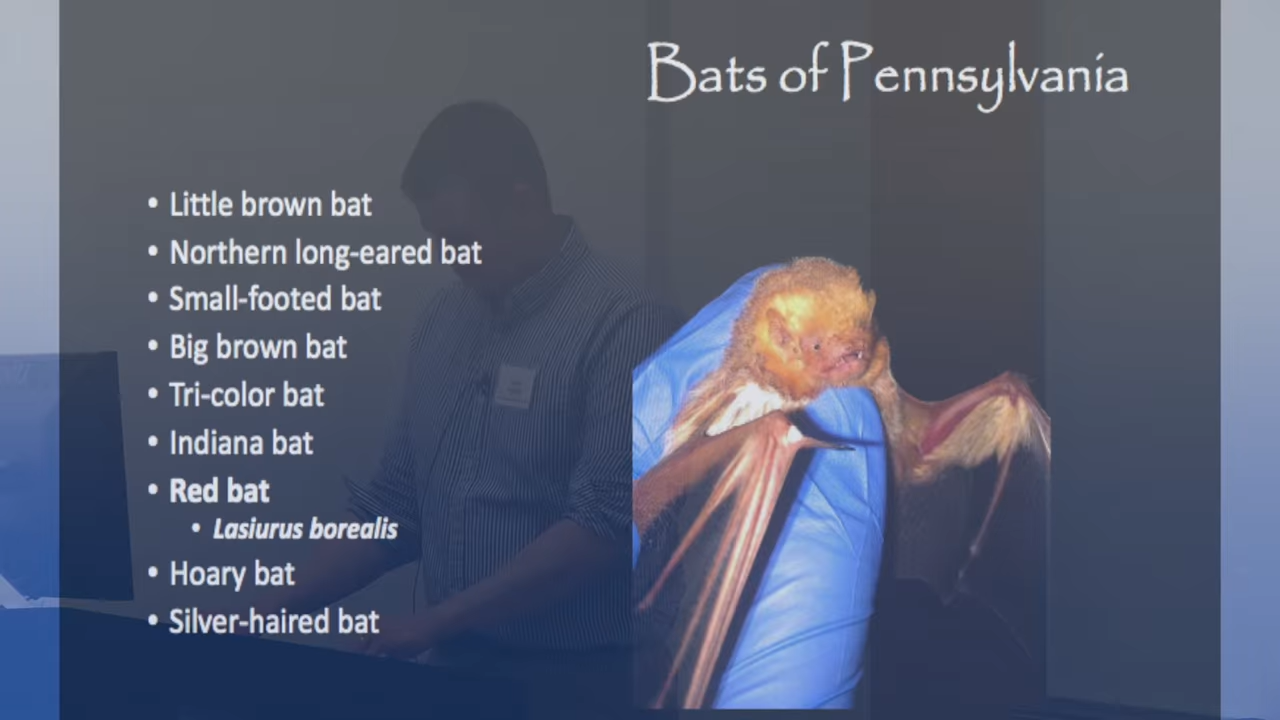 Bats of Pennsylvania
• Little brown bat
• Northern long-eared bat
• Small-footed bat
• Big brown bat
• Tri-color bat
• Indiana bat
• Red bat
• Lasiurus borealis
• Hoary bat
• Silver-haired bat